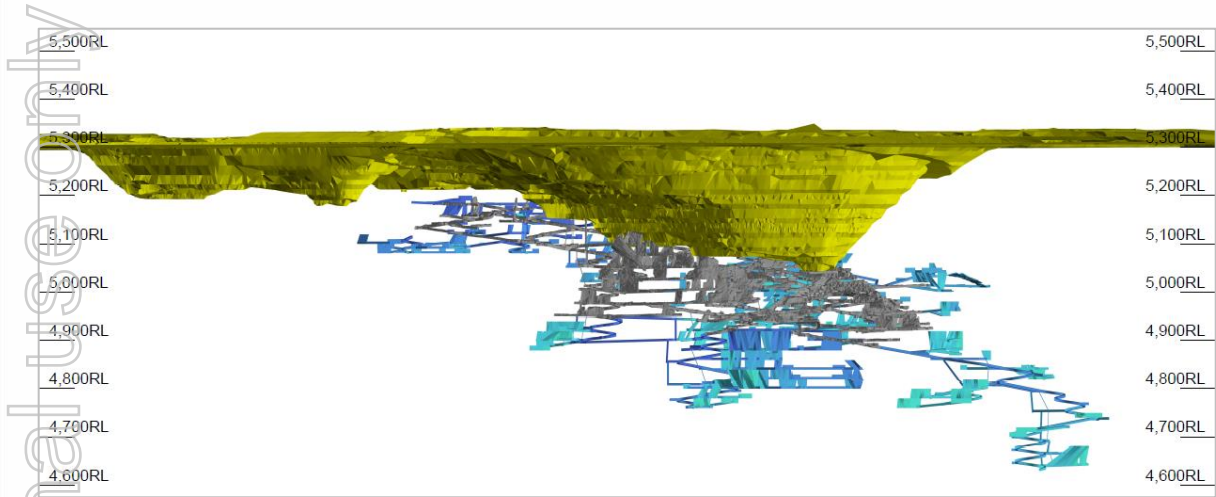 5,500RL 5,500RL
5,400RL 5,400RL
5,300RL 5,300RL
5,200RL 5,200RL
5,100RL 5,100RL
5,000RL 5,000RL
4,900RL 4,900RL
4,800RL 4,800RL
4,700RL 4,700RL
4,600RL 4,600RL
nal use only